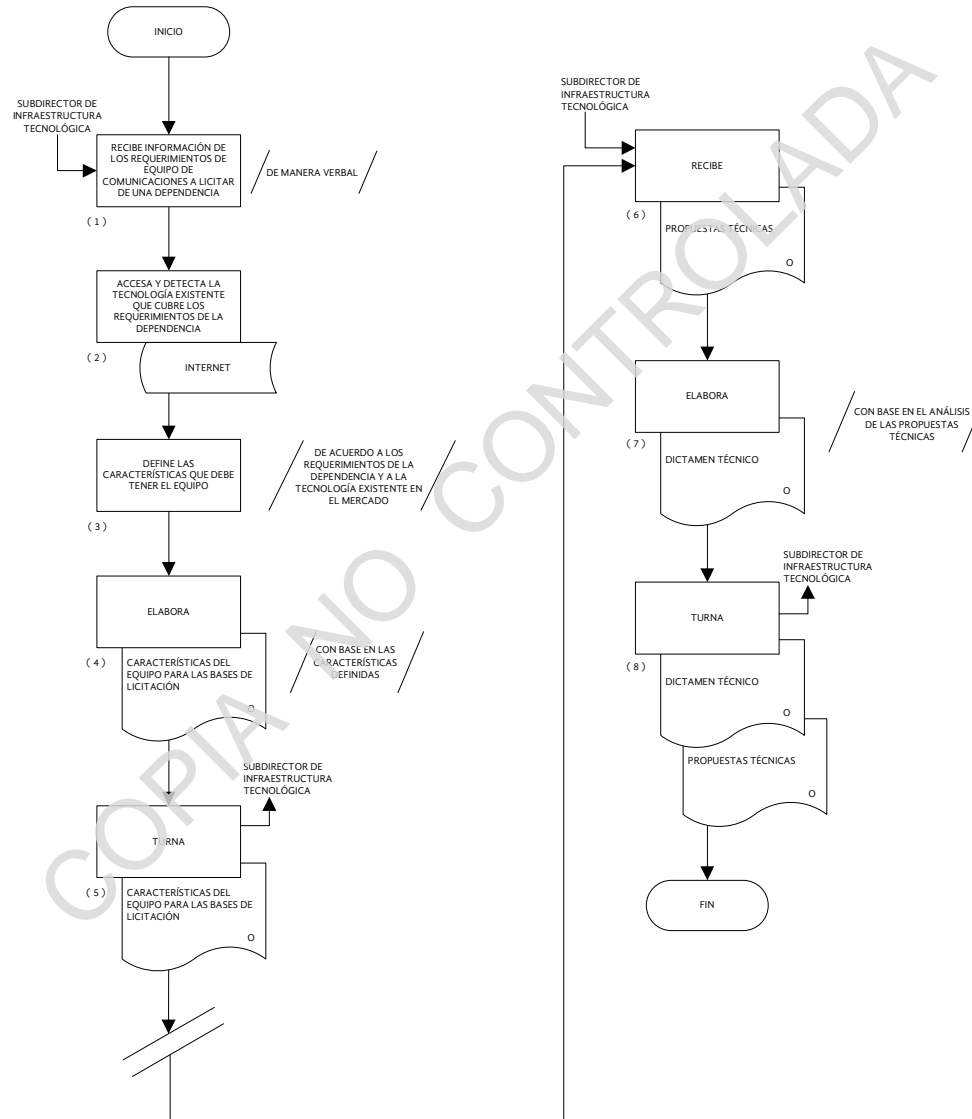 INICIO
SUBDIRECTOR DE
INFRAESTRUCTURA
TECNOLÓGICA
RECIBE INFORMACIÓN DE
LOS REQUERIMIENTOS DE
EQUIPO DE
COMUNICACIONES A LICITAR
DE UNA DEPENDENCIA
DE MANERA VERBAL
( 1 )
ACCESA Y DETECTA LA
TECNOLOGÍA EXISTENTE
QUE CUBRE LOS
REQUERIMIENTOS DE LA
DEPENDENCIA
( 2 )
INTERNET
DEFINE LAS
CARACTERÍSTICAS QUE DEBE
TENER EL EQUIPO
DE ACUERDO A LOS
REQUERIMIENTOS DE LA
DEPENDENCIA Y A LA
TECNOLOGÍA EXISTENTE EN
EL MERCADO
( 3 )
ELABORA
( 4 )
CARACTERÍSTICAS DEL
EQUIPO PARA LAS BASES DE
LICITACIÓN
O
CON BASE EN LAS
CARACTERÍSTICAS
DEFINIDAS
SUBDIRECTOR DE
INFRAESTRUCTURA
TECNOLÓGICA
TURNA
( 5 )
CARACTERÍSTICAS DEL
EQUIPO PARA LAS BASES DE
LICITACIÓN
O
SUBDIRECTOR DE
INFRAESTRUCTURA
TECNOLÓGICA
RECIBE
( 6 )
PROPUESTAS TÉCNICAS
O
ELABORA
( 7 )
DICTAMEN TÉCNICO
O
CON BASE EN EL ANÁLISIS
DE LAS PROPUESTAS
TÉCNICAS
SUBDIRECTOR DE
INFRAESTRUCTURA
TECNOLÓGICA
TURNA
( 8 )
DICTAMEN TÉCNICO
O
PROPUESTAS TÉCNICAS
O
FIN
COPIA NO CONTROLADA